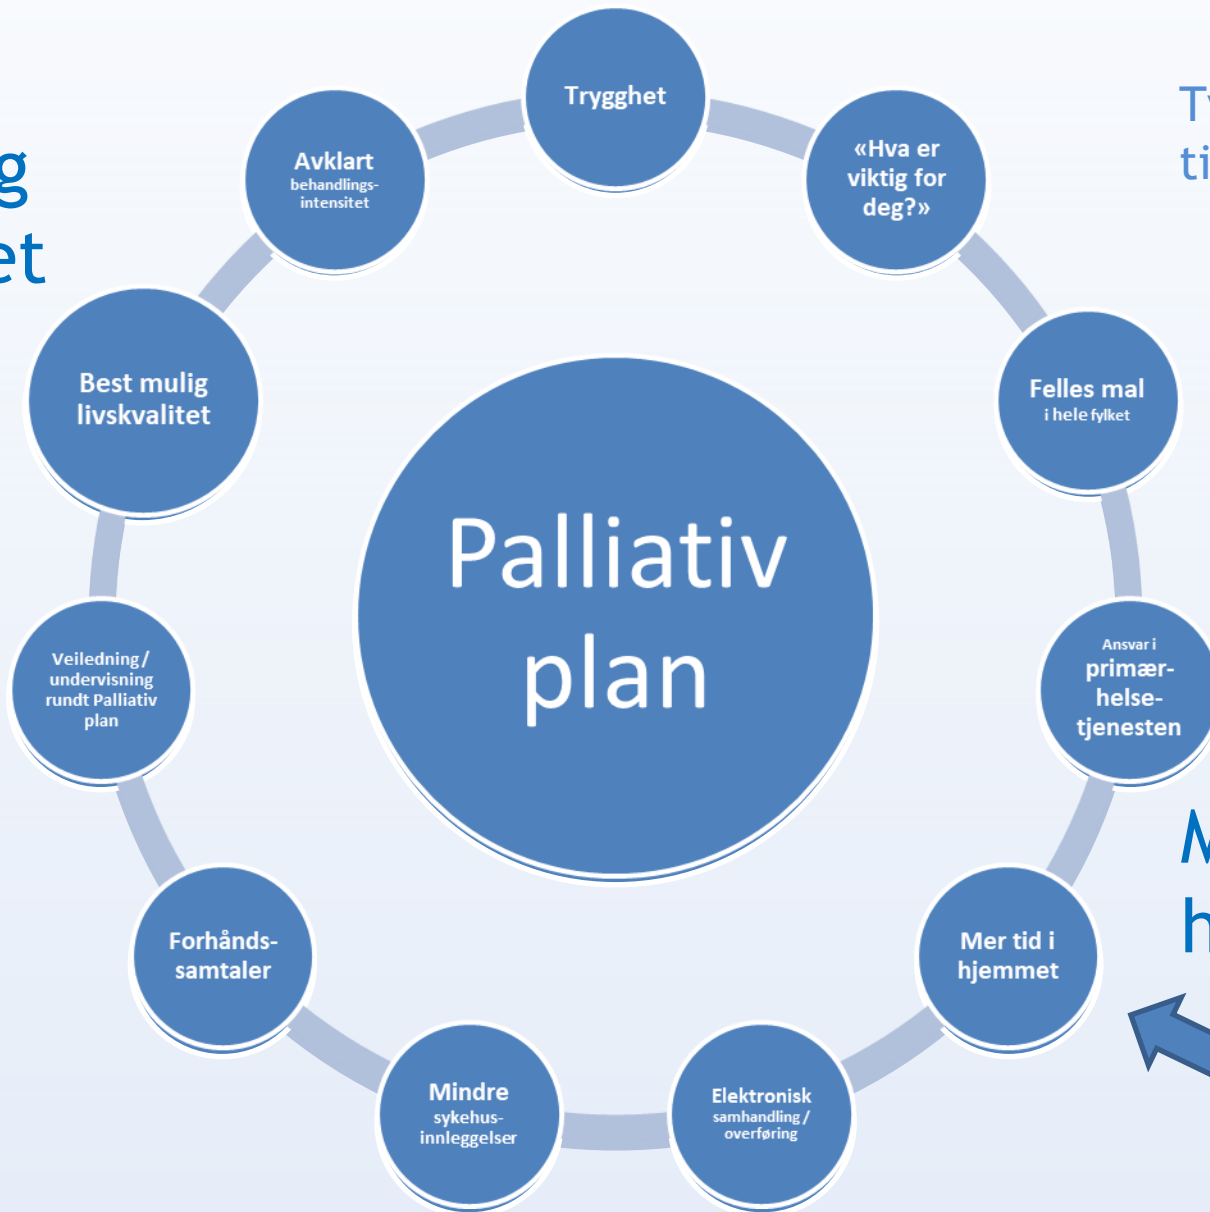 Trygghet
«Hva er
viktig for
deg?»
Felles mal
i hele fylket
Ansvar i
primær-
helse-
tjenesten
Mer tid i
hjemmet
Elektronisk
samhandling /
overføring
Mindre
sykehus-
innleggelser
Forhånds-
samtaler
Veiledning /
undervisning
rundt Palliativ
plan
Best mulig
livskvalitet
Avklart
behandlings-
intensitet
Palliativ
plan